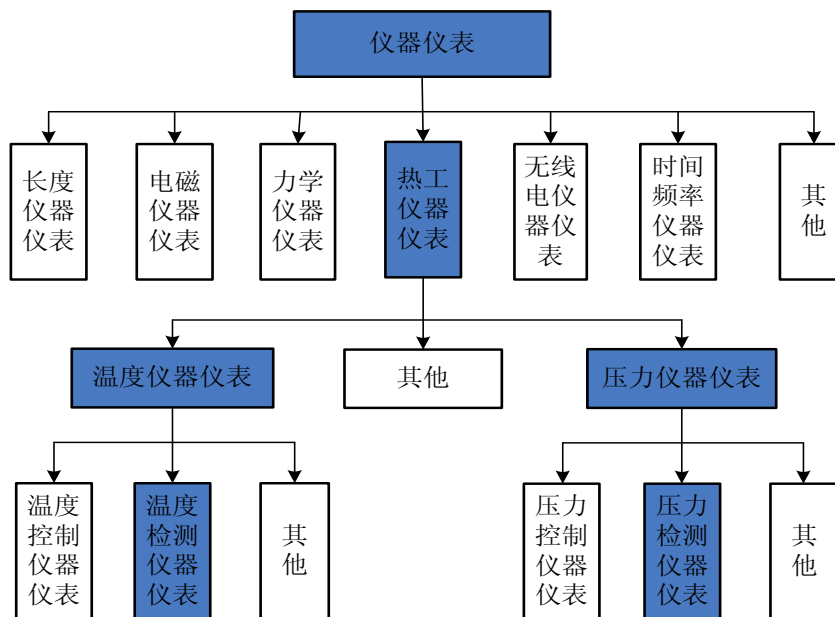 仪器仪表
长度
仪器
仪表
电磁
仪器
仪表
力学
仪器
仪表
热工
仪器
仪表
无线
电仪
器仪
表
时间
频率
仪器
仪表
其
他
温度仪器仪表
其他
压力仪器仪表
温度
控制
仪器
仪表
温度
检测
仪器
仪表
其
他
压力
控制
仪器
仪表
压力
检测
仪器
仪表
其
他